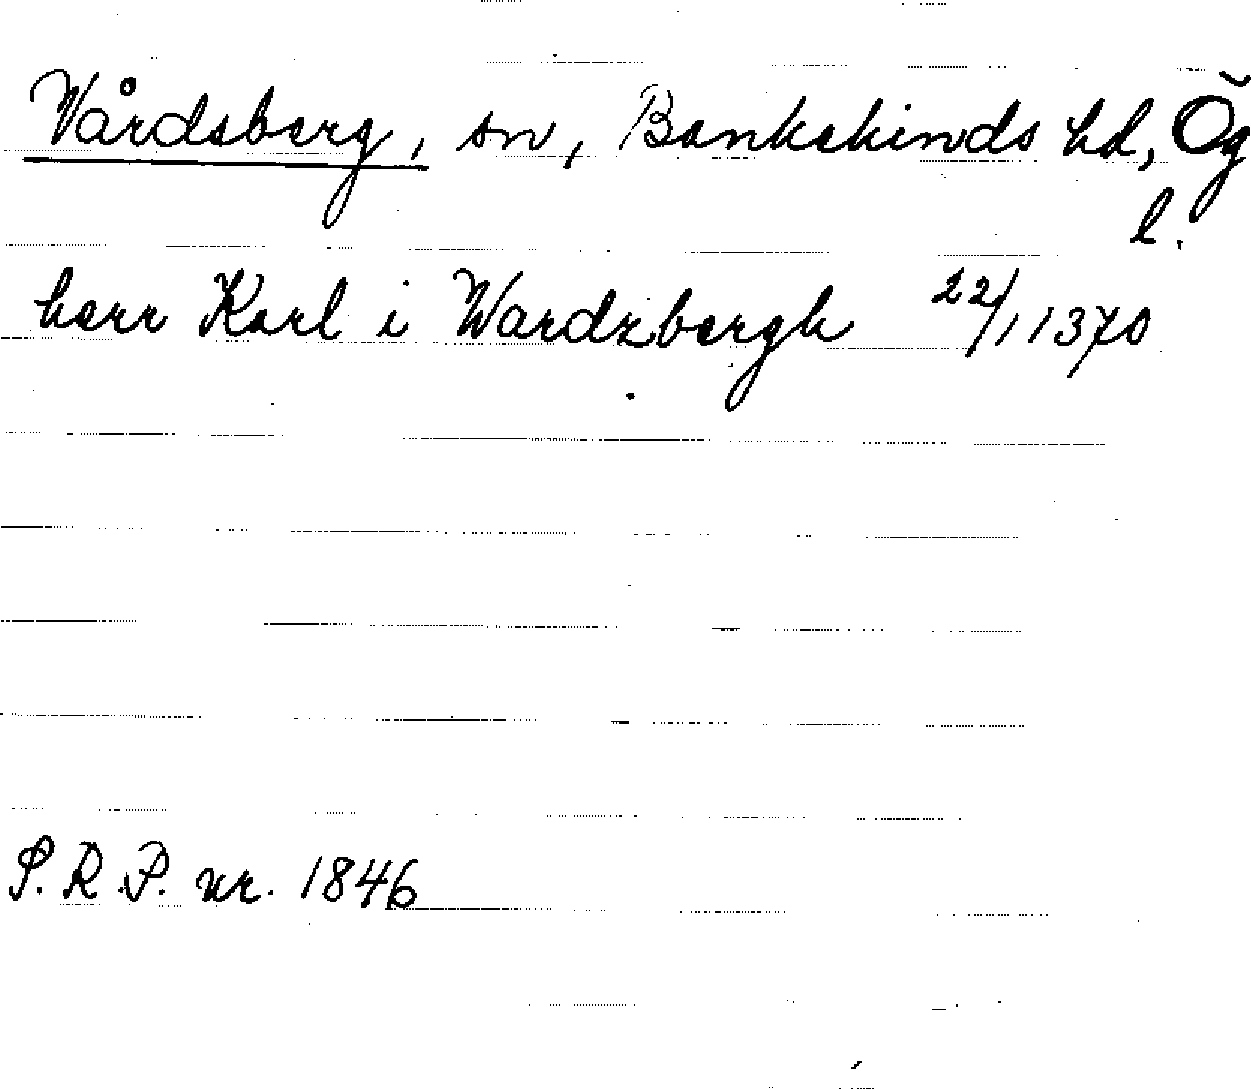 Vårdsberg, sn, Bankekinds hd, Ög
l.
herr Karl i Wardzbergh 22/1 1370
S.R.P. nr. 1846